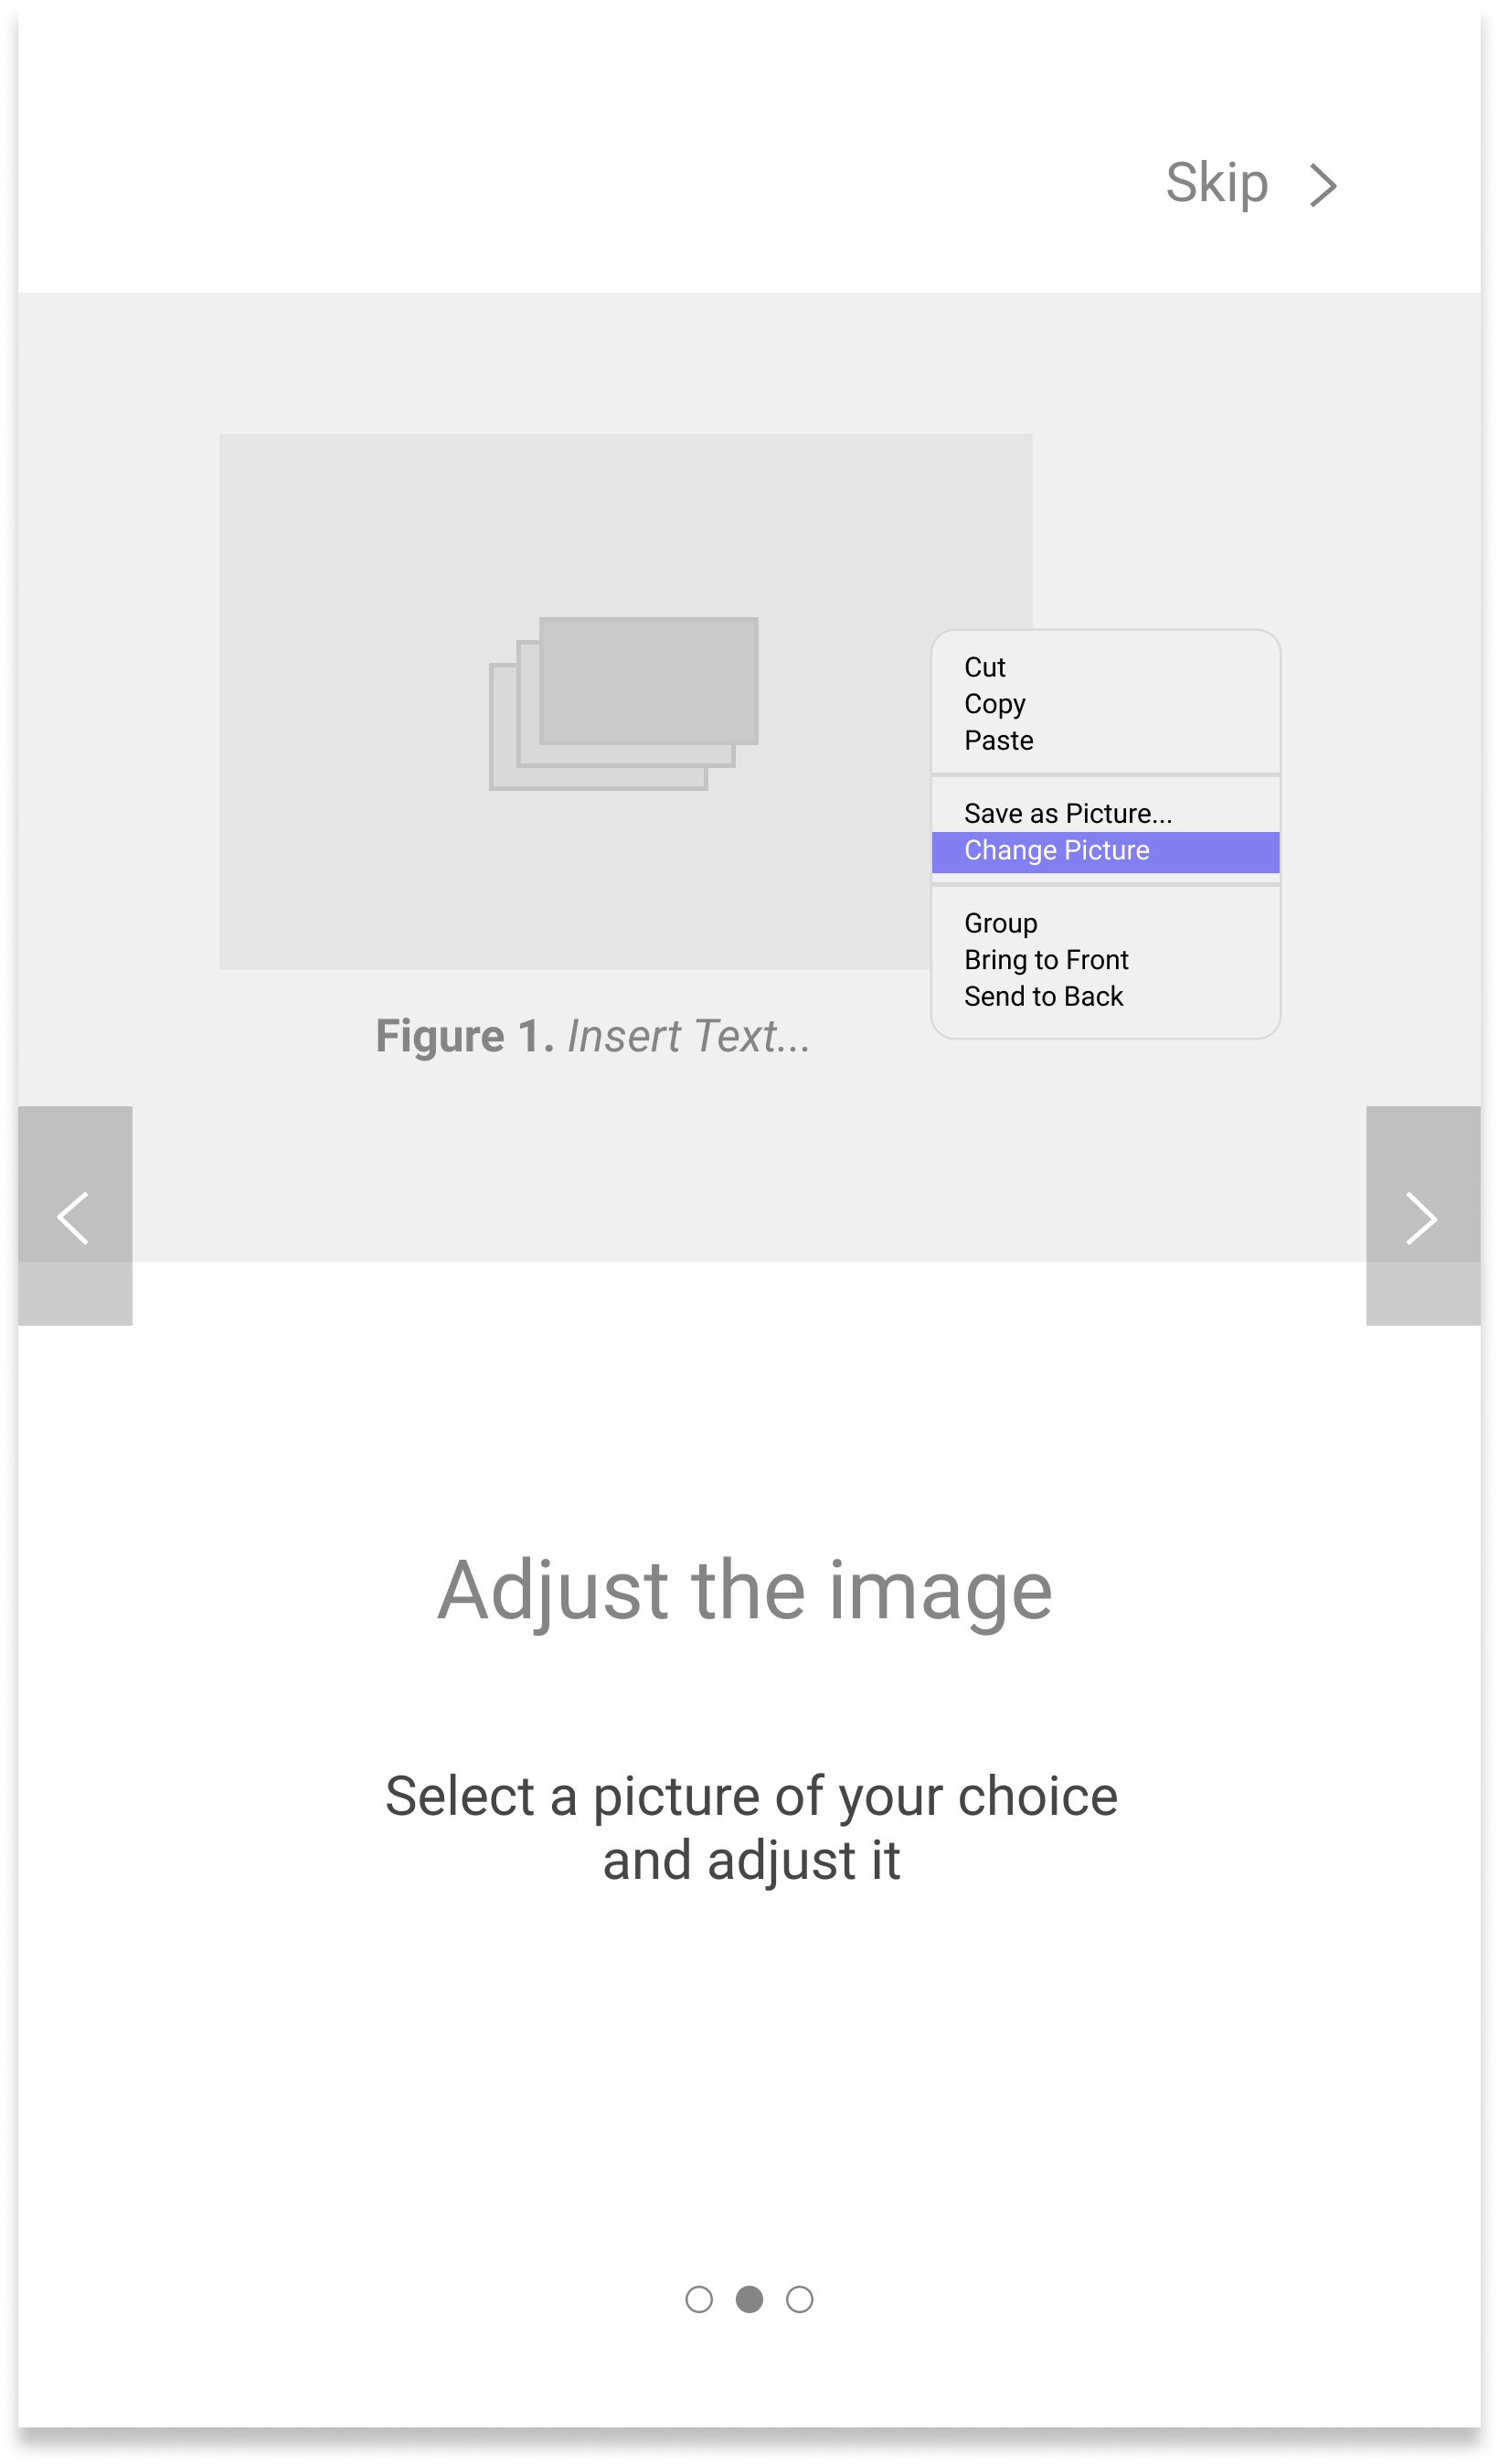 Skip
Cut
Copy
Paste
Save as Picture...
Change Picture
Group
Bring to Front
Send to Back
Figure 1. Insert Text...
Adjust the image
Select a picture of your choice
and adjust it